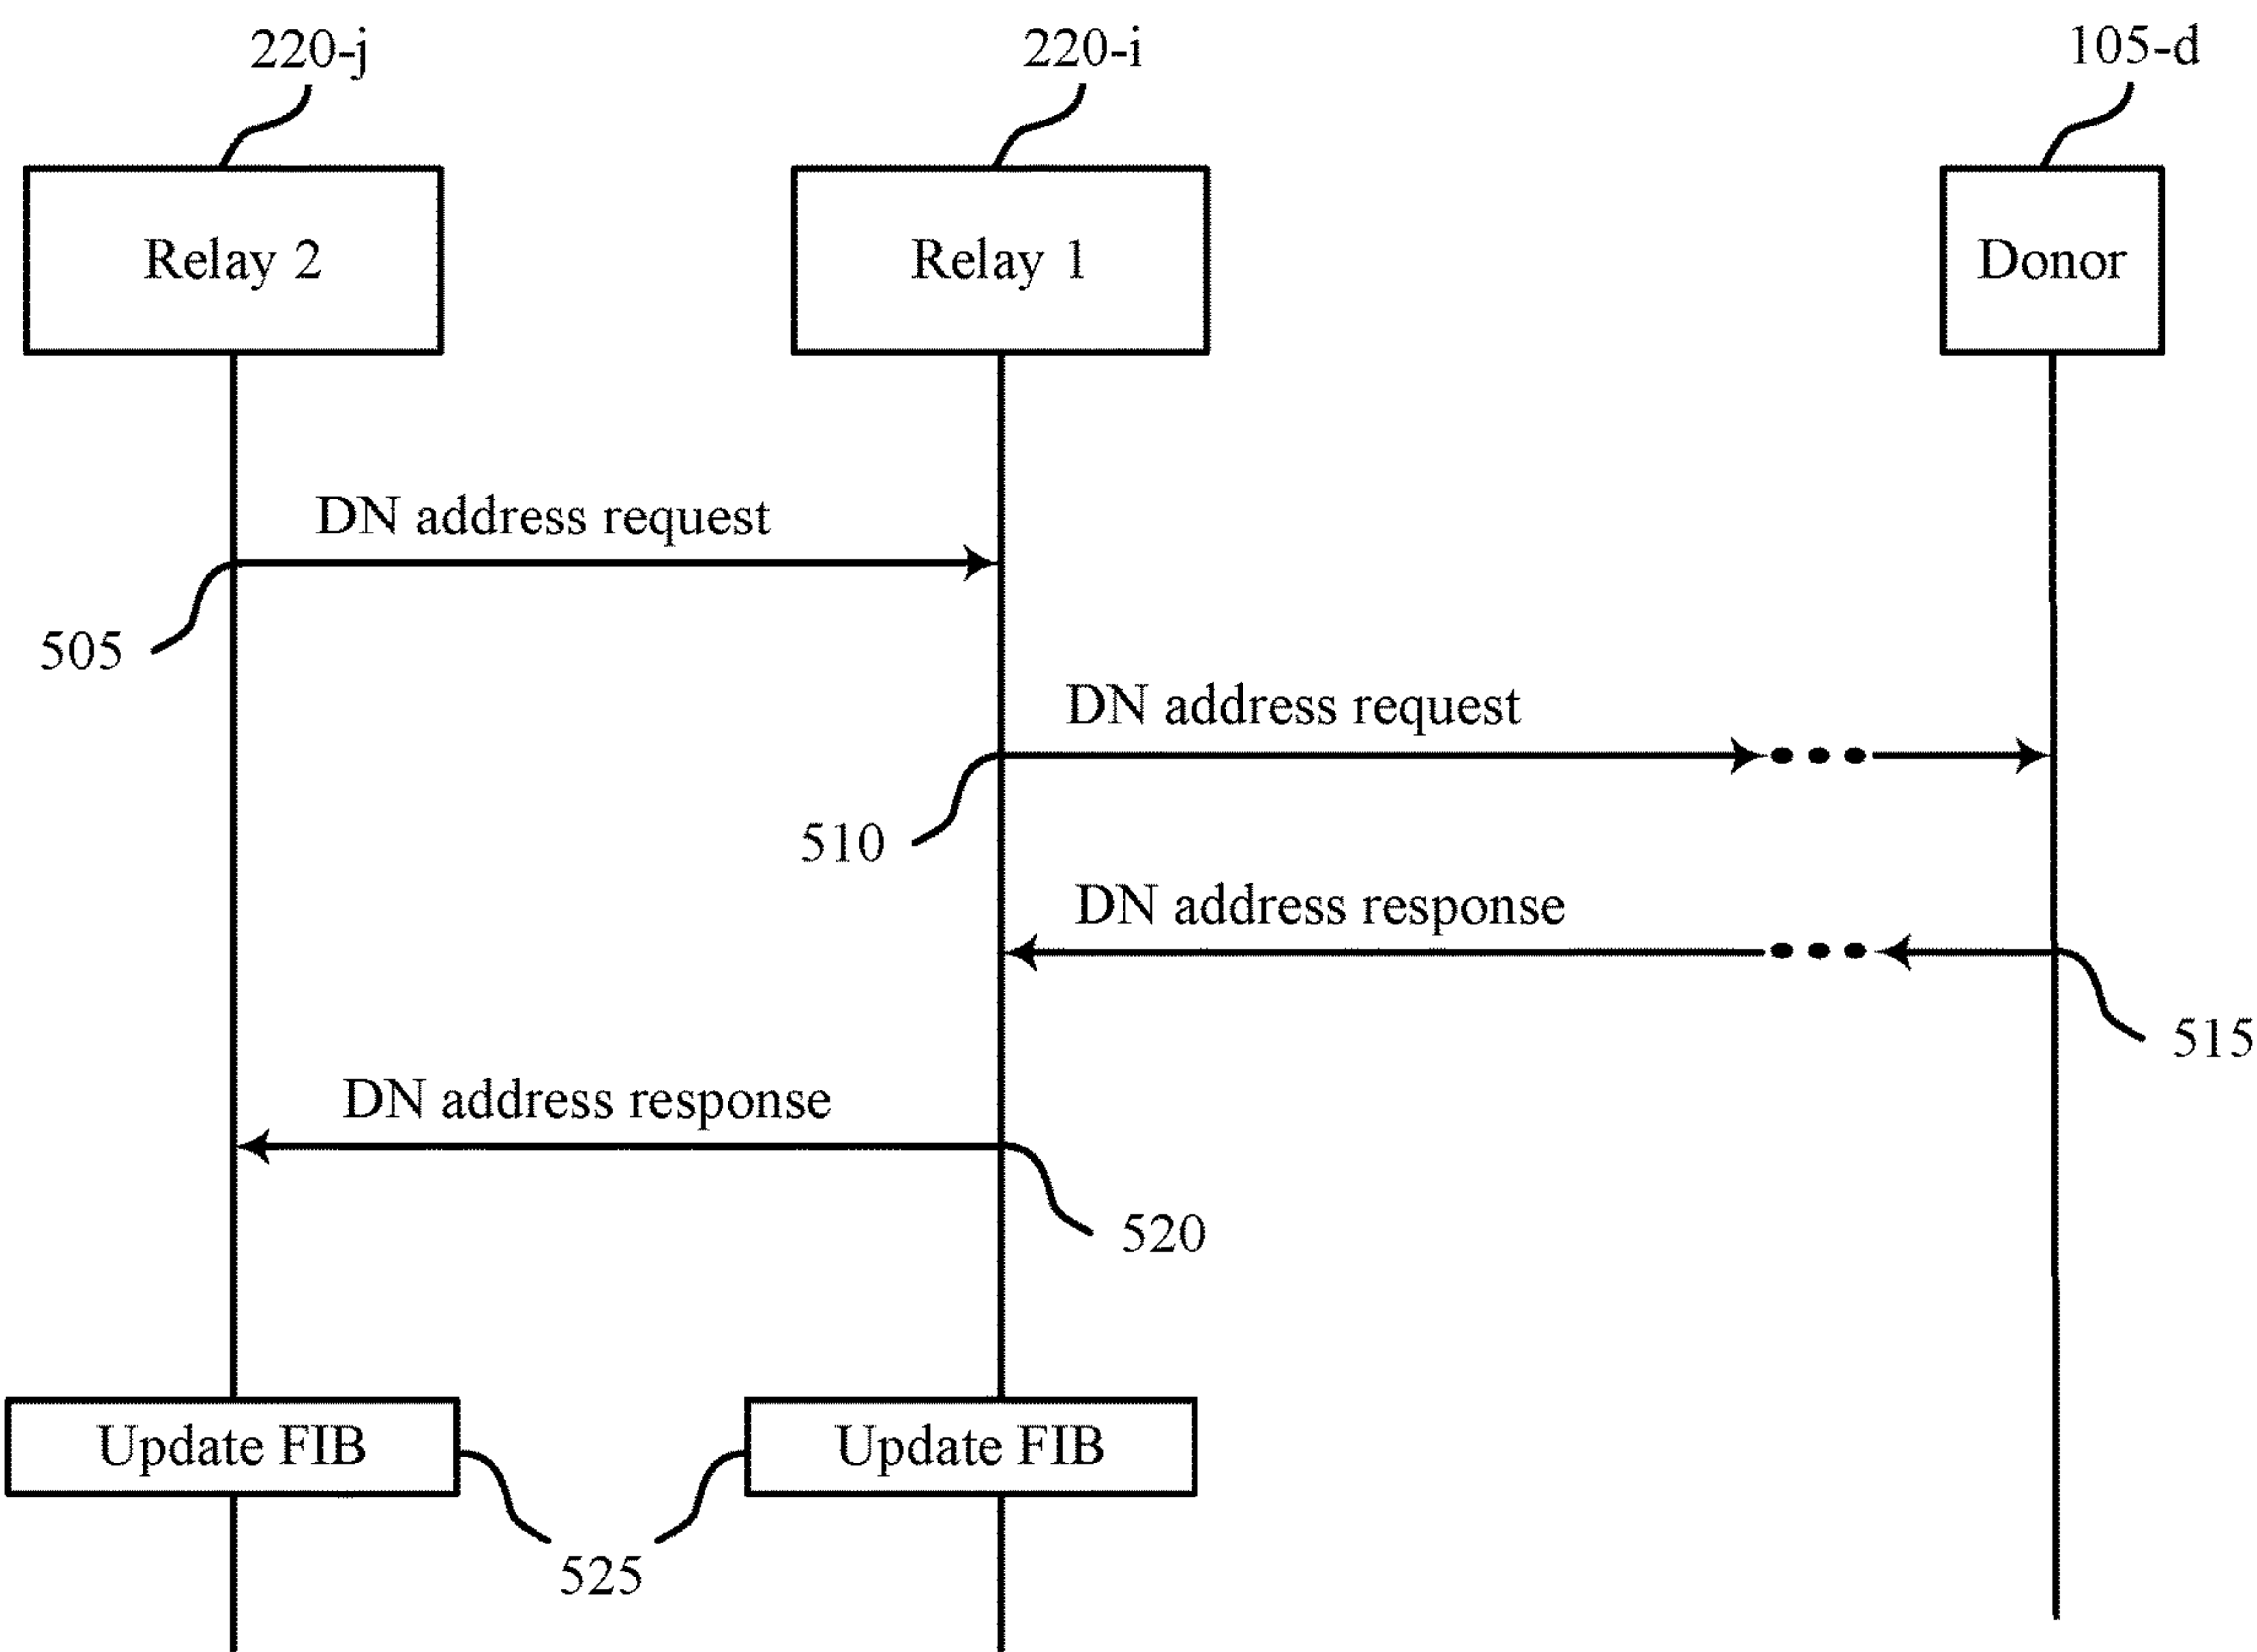 220-j
220-i
105-d
Relay 2
Relay 1
Donor
DN address request
505
DN address request
510
DN address response
515
DN address response
520
Update FIB
Update FIB
525